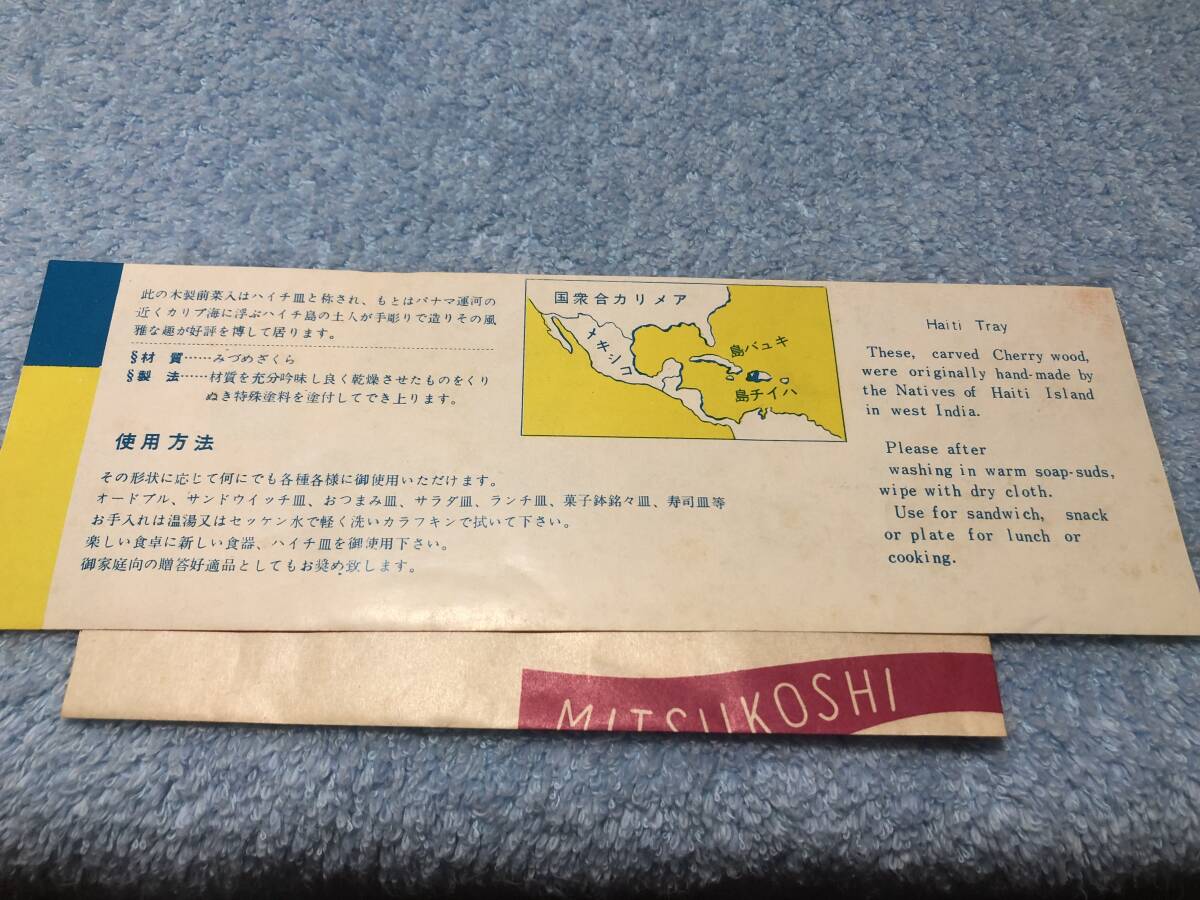 此の木製前菜入はハイチ皿と称され、もとはパナマ運河の
近くカリブ海に浮ぶハイチ島の土人が手彫りで造りその風
雅な趣が好評を博して居ります。
§材 質……みづめざくら
§製 法……材質を充分吟味し良く乾燥させたものをくり
ぬき特殊塗料を塗付してでき上ります。
使用方法
その形状に応じて何にでも各種各様に御使用いただけます。
オードブル、サンドウイッチ皿、おつまみ皿、サラダ皿、ランチ皿、菓子鉢銘々皿、寿司皿等
お手入れは温湯又はセッケン水で軽く洗いカラフキンで拭いて下さい。
楽しい食卓に新しい食器、ハイチ皿を御使用下さい。
御家庭向の贈答好適品としてもお奨め致します。
国衆合カリメア
メキシコ
島バュキ
島チイハ
Haiti Tray
These, carved Cherry wood,
were originally hand-made by
the Natives of Haiti Island
in west India.
Please after
washing in warm soap-suds,
wipe with dry cloth.
Use for sandwich, snack
or plate for lunch or
cooking.
MITSUKOSHI